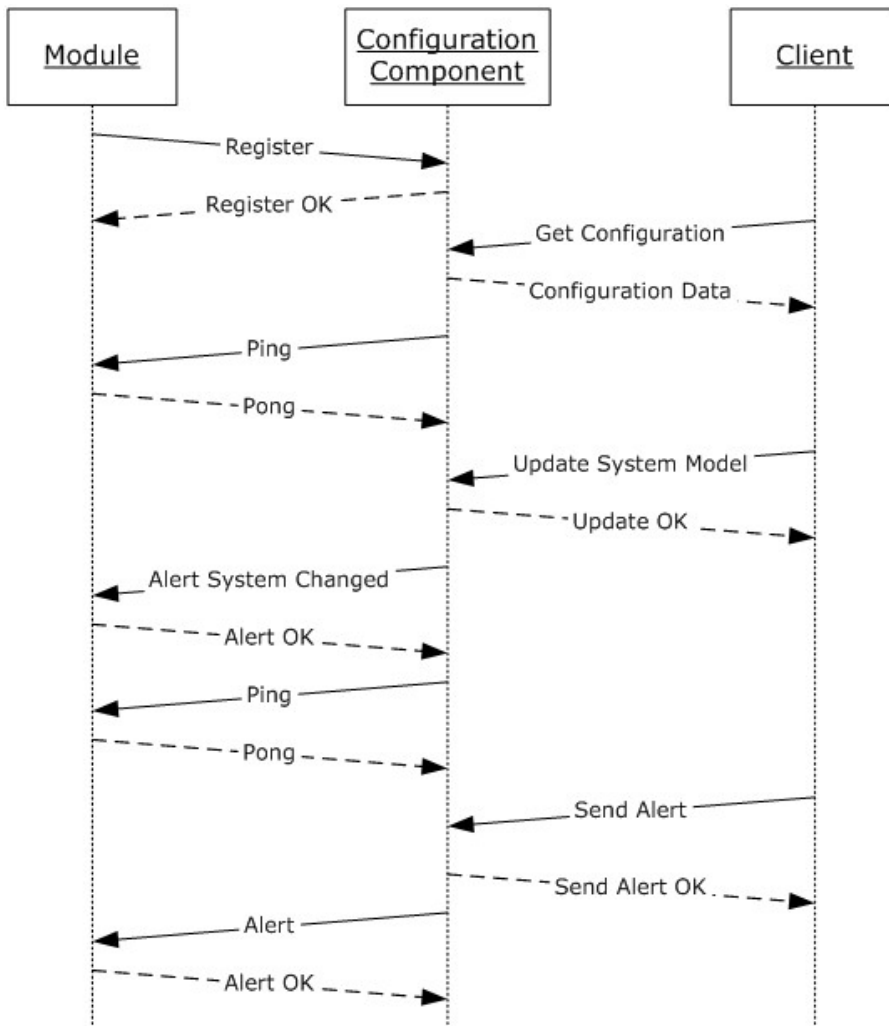 Module
Configuration
Component
Client
Register
Register OK
Get Configuration
Configuration Data
Ping
Pong
Update System Model
Update OK
Alert System Changed
Alert OK
Ping
Pong
Send Alert
Send Alert OK
Alert
Alert OK